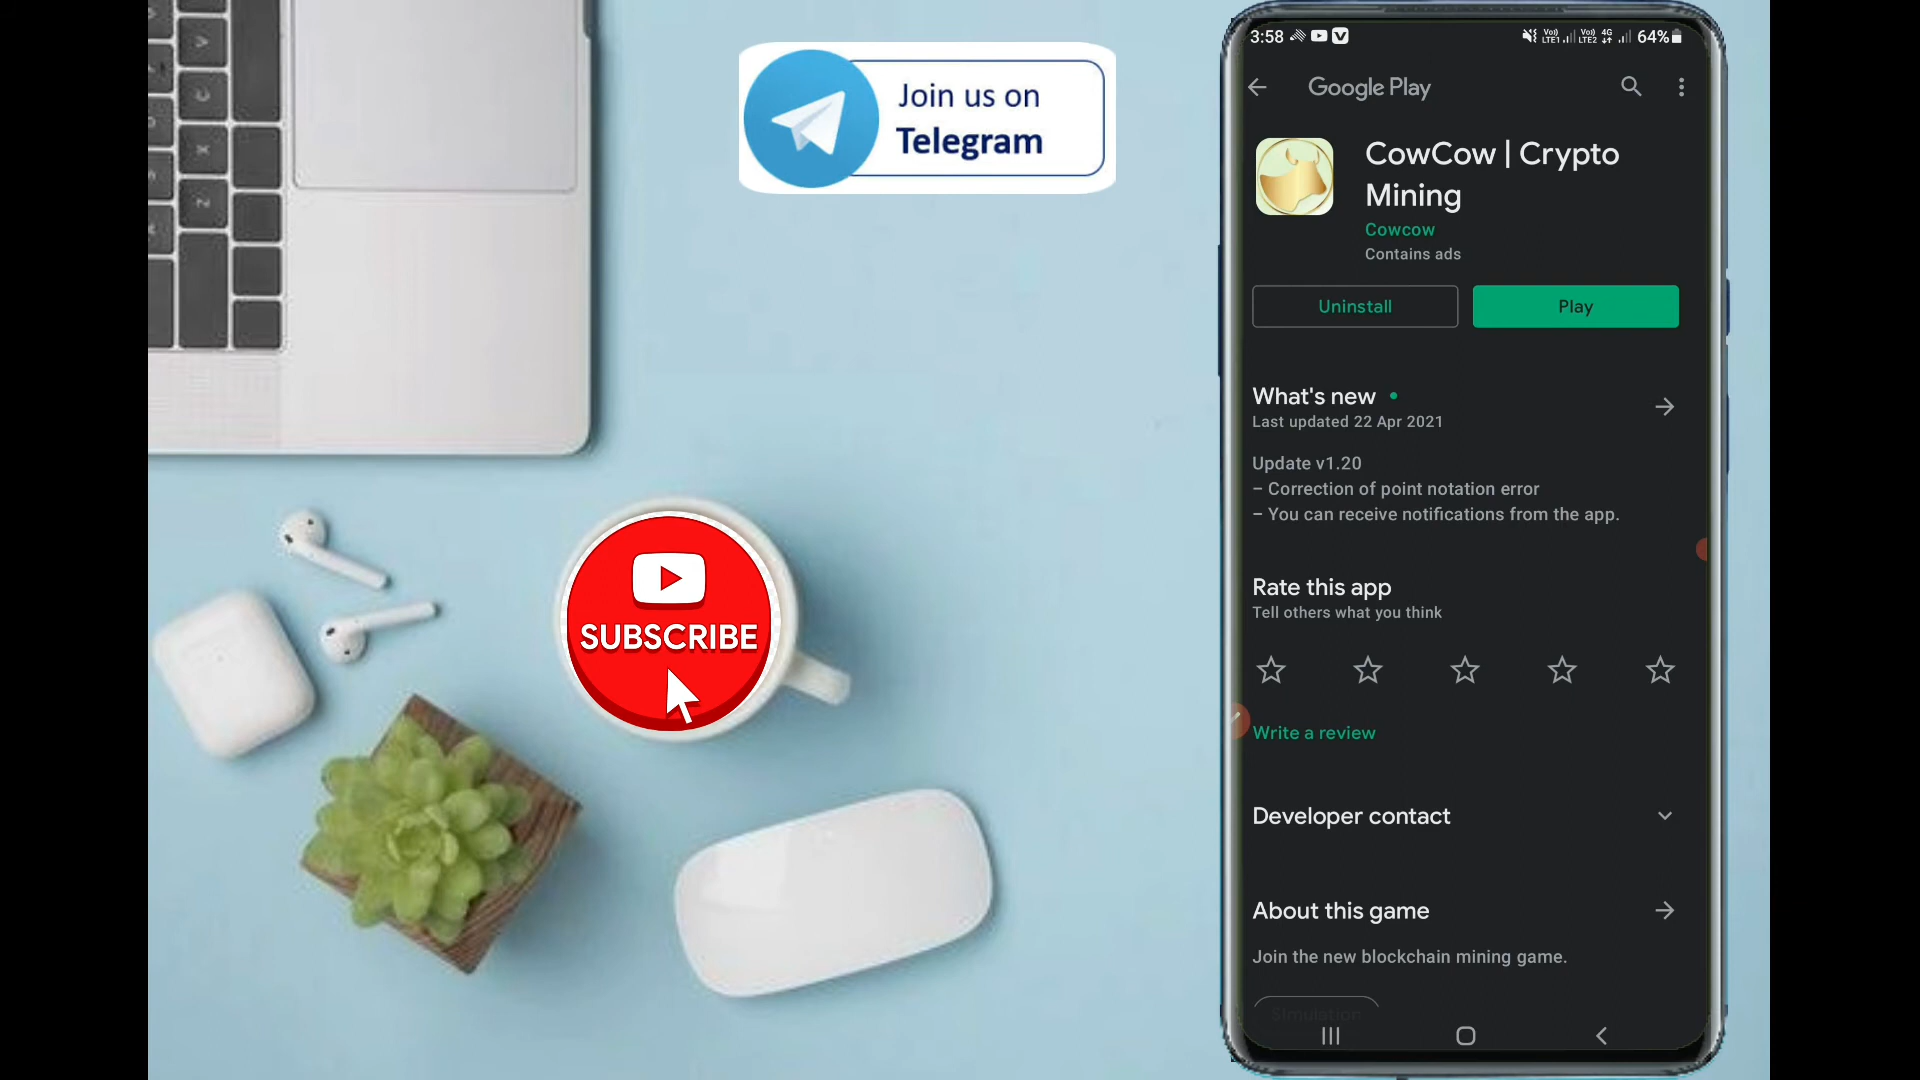 Join us on
Telegram
SUBSCRIBE
3:58
64%
Google Play
CowCow | Crypto
Mining
Cowcow
Contains ads
Uninstall
Play
What's new
Last updated 22 Apr 2021
Update v1.20
– Correction of point notation error
– You can receive notifications from the app.
Rate this app
Tell others what you think
Write a review
Developer contact
About this game
Join the new blockchain mining game.
Simulation